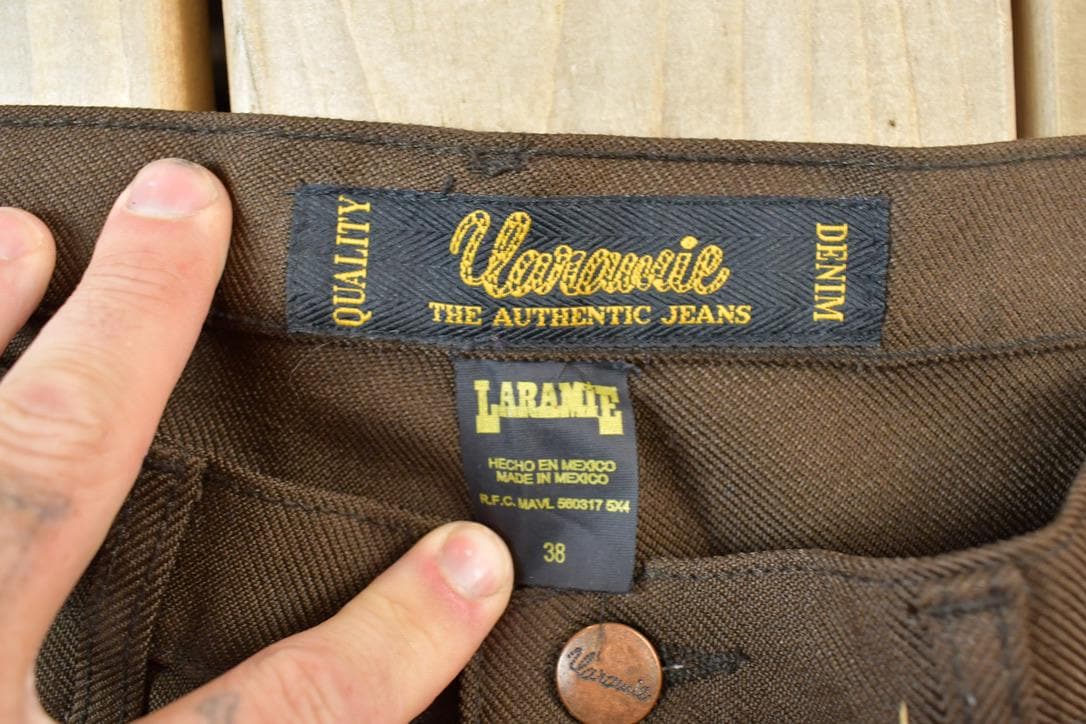 QUALITY
Laramie
THE AUTHENTIC JEANS
DENIM
LARAMIE
HECHO EN MEXICO
MADE IN MEXICO
R.F.C. MAVL 560317 5X4
38
Laramie